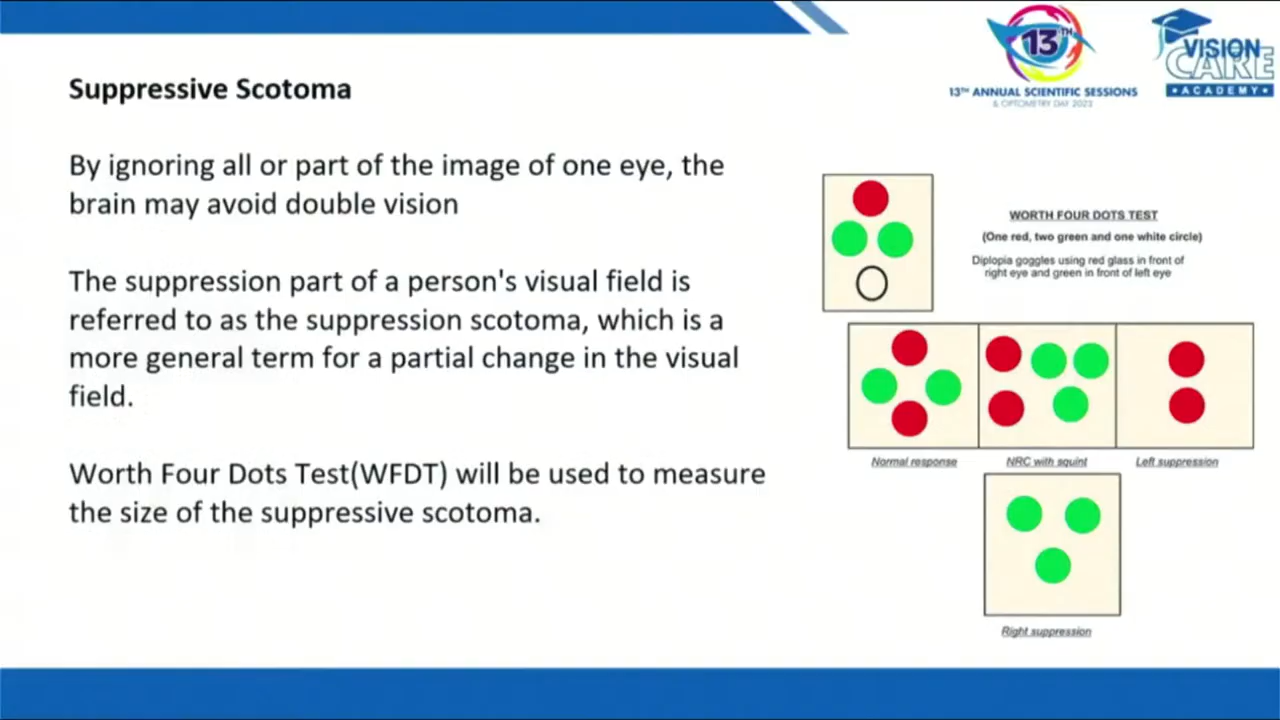 13TH
13TH ANNUAL SCIENTIFIC SESSIONS
& OPTOMETRY DAY 2023
VISION
CARE
•ACADEMY•
Suppressive Scotoma
By ignoring all or part of the image of one eye, the
brain may avoid double vision
The suppression part of a person's visual field is
referred to as the suppression scotoma, which is a
more general term for a partial change in the visual
field.
Worth Four Dots Test(WFDT) will be used to measure
the size of the suppressive scotoma.
WORTH FOUR DOTS TEST
(One red, two green and one white circle)
Diplopia goggles using red glass in front of
right eye and green in front of left eye
Normal response
NRC with squint
Left suppression
Right suppression